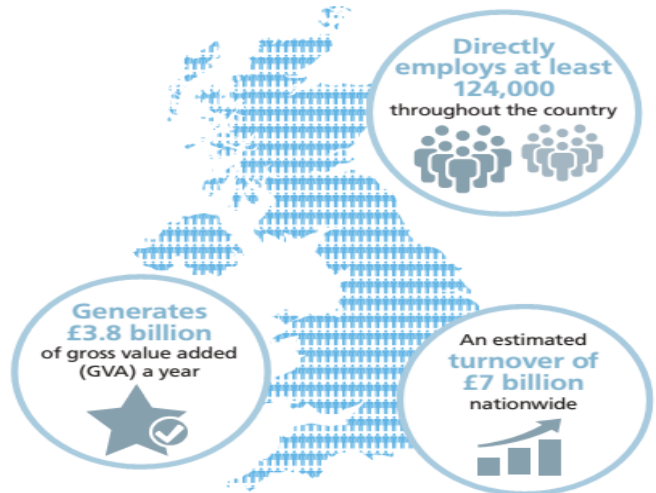 Directly
employs at least
124,000
throughout the country
Generates
£3.8 billion
of gross value added
(GVA) a year
An estimated
turnover of
£7 billion
nationwide